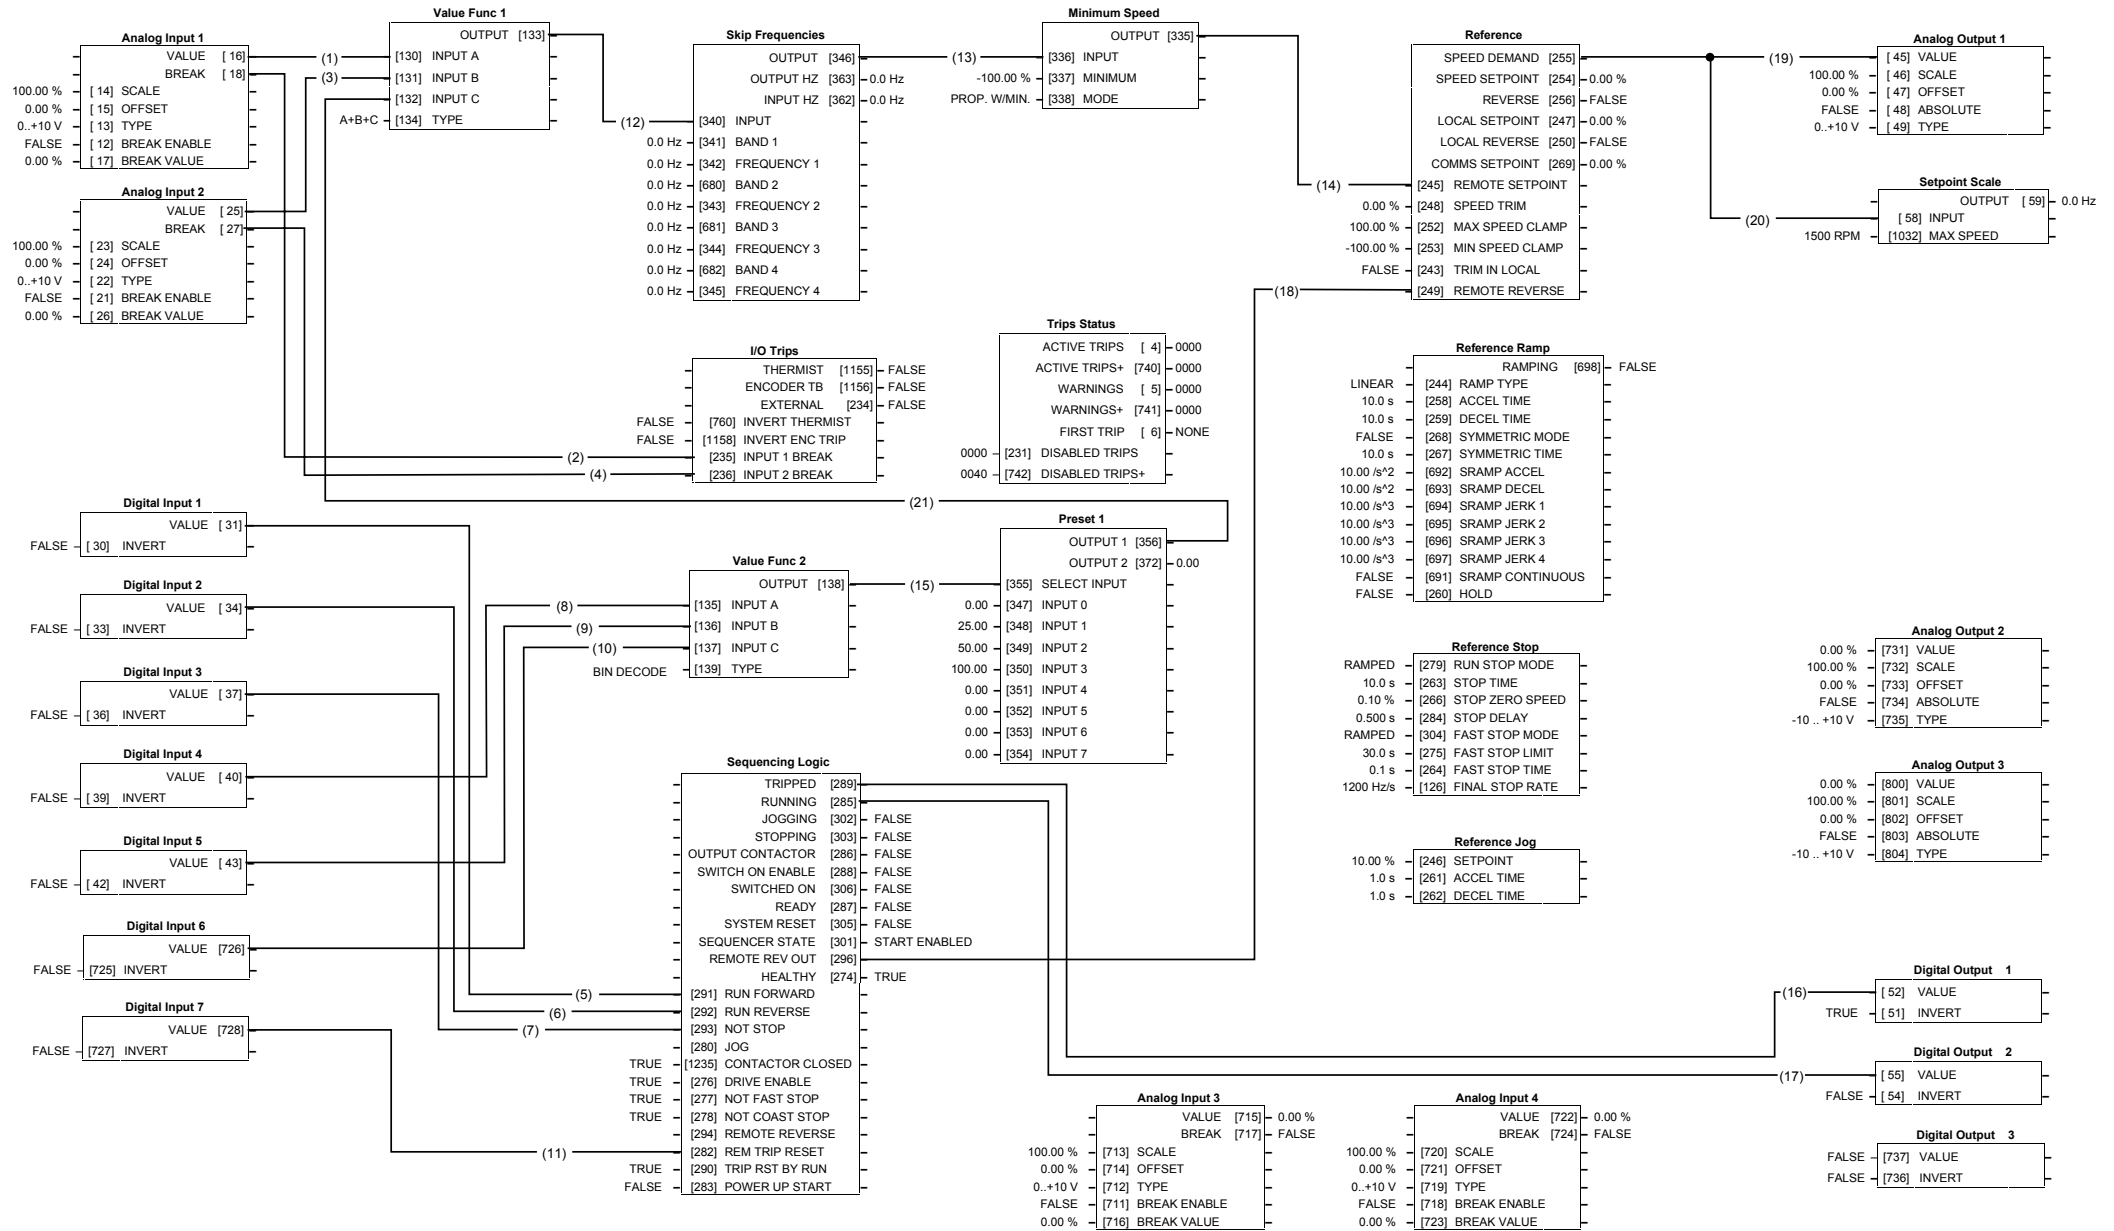 Analog Input 1
VALUE [ 16]
BREAK [ 18]
100.00 % [ 14] SCALE
0.00 % [ 15] OFFSET
0..+10 V [ 13] TYPE
FALSE [ 12] BREAK ENABLE
0.00 % [ 17] BREAK VALUE
Analog Input 2
VALUE [ 25]
BREAK [ 27]
100.00 % [ 23] SCALE
0.00 % [ 24] OFFSET
0..+10 V [ 22] TYPE
FALSE [ 21] BREAK ENABLE
0.00 % [ 26] BREAK VALUE
(1)
(3)
Value Func 1
OUTPUT [133]
[130] INPUT A
[131] INPUT B
[132] INPUT C
A+B+C [134] TYPE
(12)
Skip Frequencies
OUTPUT [346]
OUTPUT HZ [363] 0.0 Hz
INPUT HZ [362] 0.0 Hz
[340] INPUT
0.0 Hz [341] BAND 1
0.0 Hz [342] FREQUENCY 1
0.0 Hz [680] BAND 2
0.0 Hz [343] FREQUENCY 2
0.0 Hz [681] BAND 3
0.0 Hz [344] FREQUENCY 3
0.0 Hz [682] BAND 4
0.0 Hz [345] FREQUENCY 4
(13)
Minimum Speed
OUTPUT [335]
[336] INPUT
-100.00 % [337] MINIMUM
PROP. W/MIN. [338] MODE
(14)
(18)
Reference
SPEED DEMAND [255]
SPEED SETPOINT [254] 0.00 %
REVERSE [256] FALSE
LOCAL SETPOINT [247] 0.00 %
LOCAL REVERSE [250] FALSE
COMMS SETPOINT [269] 0.00 %
[245] REMOTE SETPOINT
0.00 % [248] SPEED TRIM
100.00 % [252] MAX SPEED CLAMP
-100.00 % [253] MIN SPEED CLAMP
FALSE [243] TRIM IN LOCAL
[249] REMOTE REVERSE
(19)
(20)
Analog Output 1
[ 45] VALUE
100.00 % [ 46] SCALE
0.00 % [ 47] OFFSET
FALSE [ 48] ABSOLUTE
0..+10 V [ 49] TYPE
Setpoint Scale
OUTPUT [ 59] 0.0 Hz
[ 58] INPUT
1500 RPM [1032] MAX SPEED
I/O Trips
THERMIST [1155] FALSE
ENCODER TB [1156] FALSE
EXTERNAL [234] FALSE
FALSE [760] INVERT THERMIST
FALSE [1158] INVERT ENC TRIP
(2) [235] INPUT 1 BREAK
(4) [236] INPUT 2 BREAK
(21)
Trips Status
ACTIVE TRIPS [ 4] 0000
ACTIVE TRIPS+ [740] 0000
WARNINGS [ 5] 0000
WARNINGS+ [741] 0000
FIRST TRIP [ 6] NONE
0000 [231] DISABLED TRIPS
0040 [742] DISABLED TRIPS+
Reference Ramp
RAMPING [698] FALSE
LINEAR [244] RAMP TYPE
10.0 s [258] ACCEL TIME
10.0 s [259] DECEL TIME
FALSE [268] SYMMETRIC MODE
10.0 s [267] SYMMETRIC TIME
10.00 /s^2 [692] SRAMP ACCEL
10.00 /s^2 [693] SRAMP DECEL
10.00 /s^3 [694] SRAMP JERK 1
10.00 /s^3 [695] SRAMP JERK 2
10.00 /s^3 [696] SRAMP JERK 3
10.00 /s^3 [697] SRAMP JERK 4
FALSE [691] SRAMP CONTINUOUS
FALSE [260] HOLD
Digital Input 1
VALUE [ 31]
FALSE [ 30] INVERT
Digital Input 2
VALUE [ 34]
FALSE [ 33] INVERT
Digital Input 3
VALUE [ 37]
FALSE [ 36] INVERT
Digital Input 4
VALUE [ 40]
FALSE [ 39] INVERT
Digital Input 5
VALUE [ 43]
FALSE [ 42] INVERT
Digital Input 6
VALUE [726]
FALSE [725] INVERT
Digital Input 7
VALUE [728]
FALSE [727] INVERT
Value Func 2
OUTPUT [138]
(8) [135] INPUT A
(9) [136] INPUT B
(10) [137] INPUT C
BIN DECODE [139] TYPE
(15)
Preset 1
OUTPUT 1 [356]
OUTPUT 2 [372] 0.00
[355] SELECT INPUT
0.00 [347] INPUT 0
25.00 [348] INPUT 1
50.00 [349] INPUT 2
100.00 [350] INPUT 3
0.00 [351] INPUT 4
0.00 [352] INPUT 5
0.00 [353] INPUT 6
0.00 [354] INPUT 7
Sequencing Logic
TRIPPED [289]
RUNNING [285]
JOGGING [302] FALSE
STOPPING [303] FALSE
OUTPUT CONTACTOR [286] FALSE
SWITCH ON ENABLE [288] FALSE
SWITCHED ON [306] FALSE
READY [287] FALSE
SYSTEM RESET [305] FALSE
SEQUENCER STATE [301] START ENABLED
REMOTE REV OUT [296]
HEALTHY [274] TRUE
(5) [291] RUN FORWARD
(6) [292] RUN REVERSE
(7) [293] NOT STOP
[280] JOG
TRUE [1235] CONTACTOR CLOSED
TRUE [276] DRIVE ENABLE
TRUE [277] NOT FAST STOP
TRUE [278] NOT COAST STOP
[294] REMOTE REVERSE
(11) [282] REM TRIP RESET
TRUE [290] TRIP RST BY RUN
FALSE [283] POWER UP START
Reference Stop
RAMPED [279] RUN STOP MODE
10.0 s [263] STOP TIME
0.10 % [266] STOP ZERO SPEED
0.500 s [284] STOP DELAY
RAMPED [304] FAST STOP MODE
30.0 s [275] FAST STOP LIMIT
0.1 s [264] FAST STOP TIME
1200 Hz/s [126] FINAL STOP RATE
Reference Jog
10.00 % [246] SETPOINT
1.0 s [261] ACCEL TIME
1.0 s [262] DECEL TIME
Analog Output 2
0.00 % [731] VALUE
100.00 % [732] SCALE
0.00 % [733] OFFSET
FALSE [734] ABSOLUTE
-10 .. +10 V [735] TYPE
Analog Output 3
0.00 % [800] VALUE
100.00 % [801] SCALE
0.00 % [802] OFFSET
FALSE [803] ABSOLUTE
-10 .. +10 V [804] TYPE
Digital Output 1
(16) [ 52] VALUE
TRUE [ 51] INVERT
Digital Output 2
(17) [ 55] VALUE
FALSE [ 54] INVERT
Digital Output 3
FALSE [737] VALUE
FALSE [736] INVERT
Analog Input 3
VALUE [715] 0.00 %
BREAK [717] FALSE
100.00 % [713] SCALE
0.00 % [714] OFFSET
0..+10 V [712] TYPE
FALSE [711] BREAK ENABLE
0.00 % [716] BREAK VALUE
Analog Input 4
VALUE [722] 0.00 %
BREAK [724] FALSE
100.00 % [720] SCALE
0.00 % [721] OFFSET
0..+10 V [719] TYPE
FALSE [718] BREAK ENABLE
0.00 % [723] BREAK VALUE